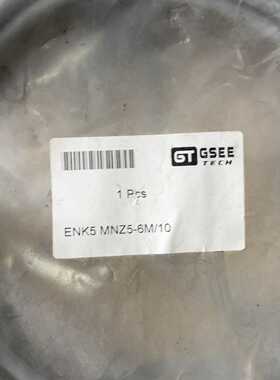 GT GSEE
TECH
1 Pcs
ENK5 MNZ5-6M/10